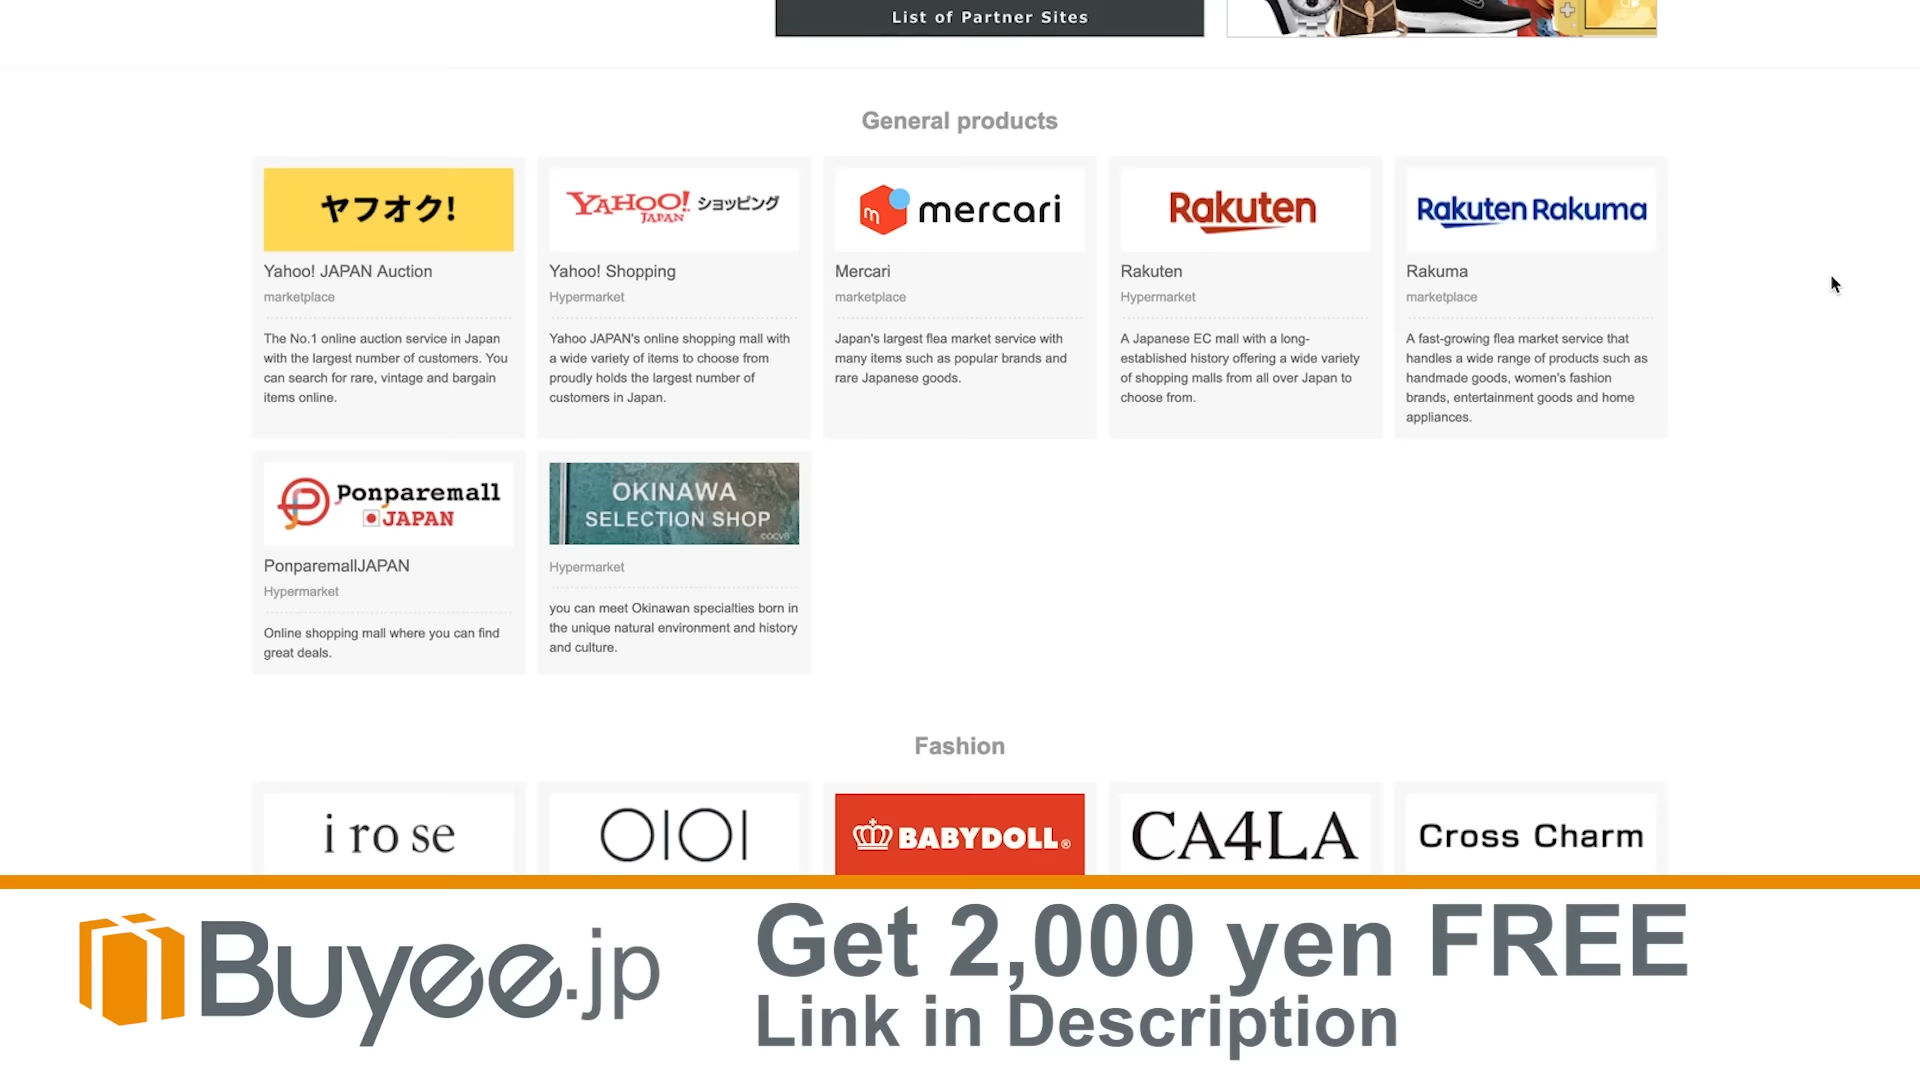 List of Partner Sites
General products
ヤフオク!
Yahoo! JAPAN Auction
marketplace
The No.1 online auction service in Japan
with the largest number of customers. You
can search for rare, vintage and bargain
items online.
YAHOO! JAPAN ショッピング
Yahoo! Shopping
Hypermarket
Yahoo JAPAN's online shopping mall with
a wide variety of items to choose from
proudly holds the largest number of
customers in Japan.
m mercari
Mercari
marketplace
Japan's largest flea market service with
many items such as popular brands and
rare Japanese goods.
Rakuten
Rakuten
Hypermarket
A Japanese EC mall with a long-
established history offering a wide variety
of shopping malls from all over Japan to
choose from.
Rakuten Rakuma
Rakuma
marketplace
A fast-growing flea market service that
handles a wide range of products such as
handmade goods, women's fashion
brands, entertainment goods and home
appliances.
Ponparemall
JAPAN
PonparemallJAPAN
Hypermarket
Online shopping mall where you can find
great deals.
OKINAWA
SELECTION SHOP
©OCVB
Hypermarket
you can meet Okinawan specialties born in
the unique natural environment and history
and culture.
Fashion
i rose
OIOI
BABYDOLL®
CA4LA
Cross Charm
Buyee.jp
Get 2,000 yen FREE
Link in Description